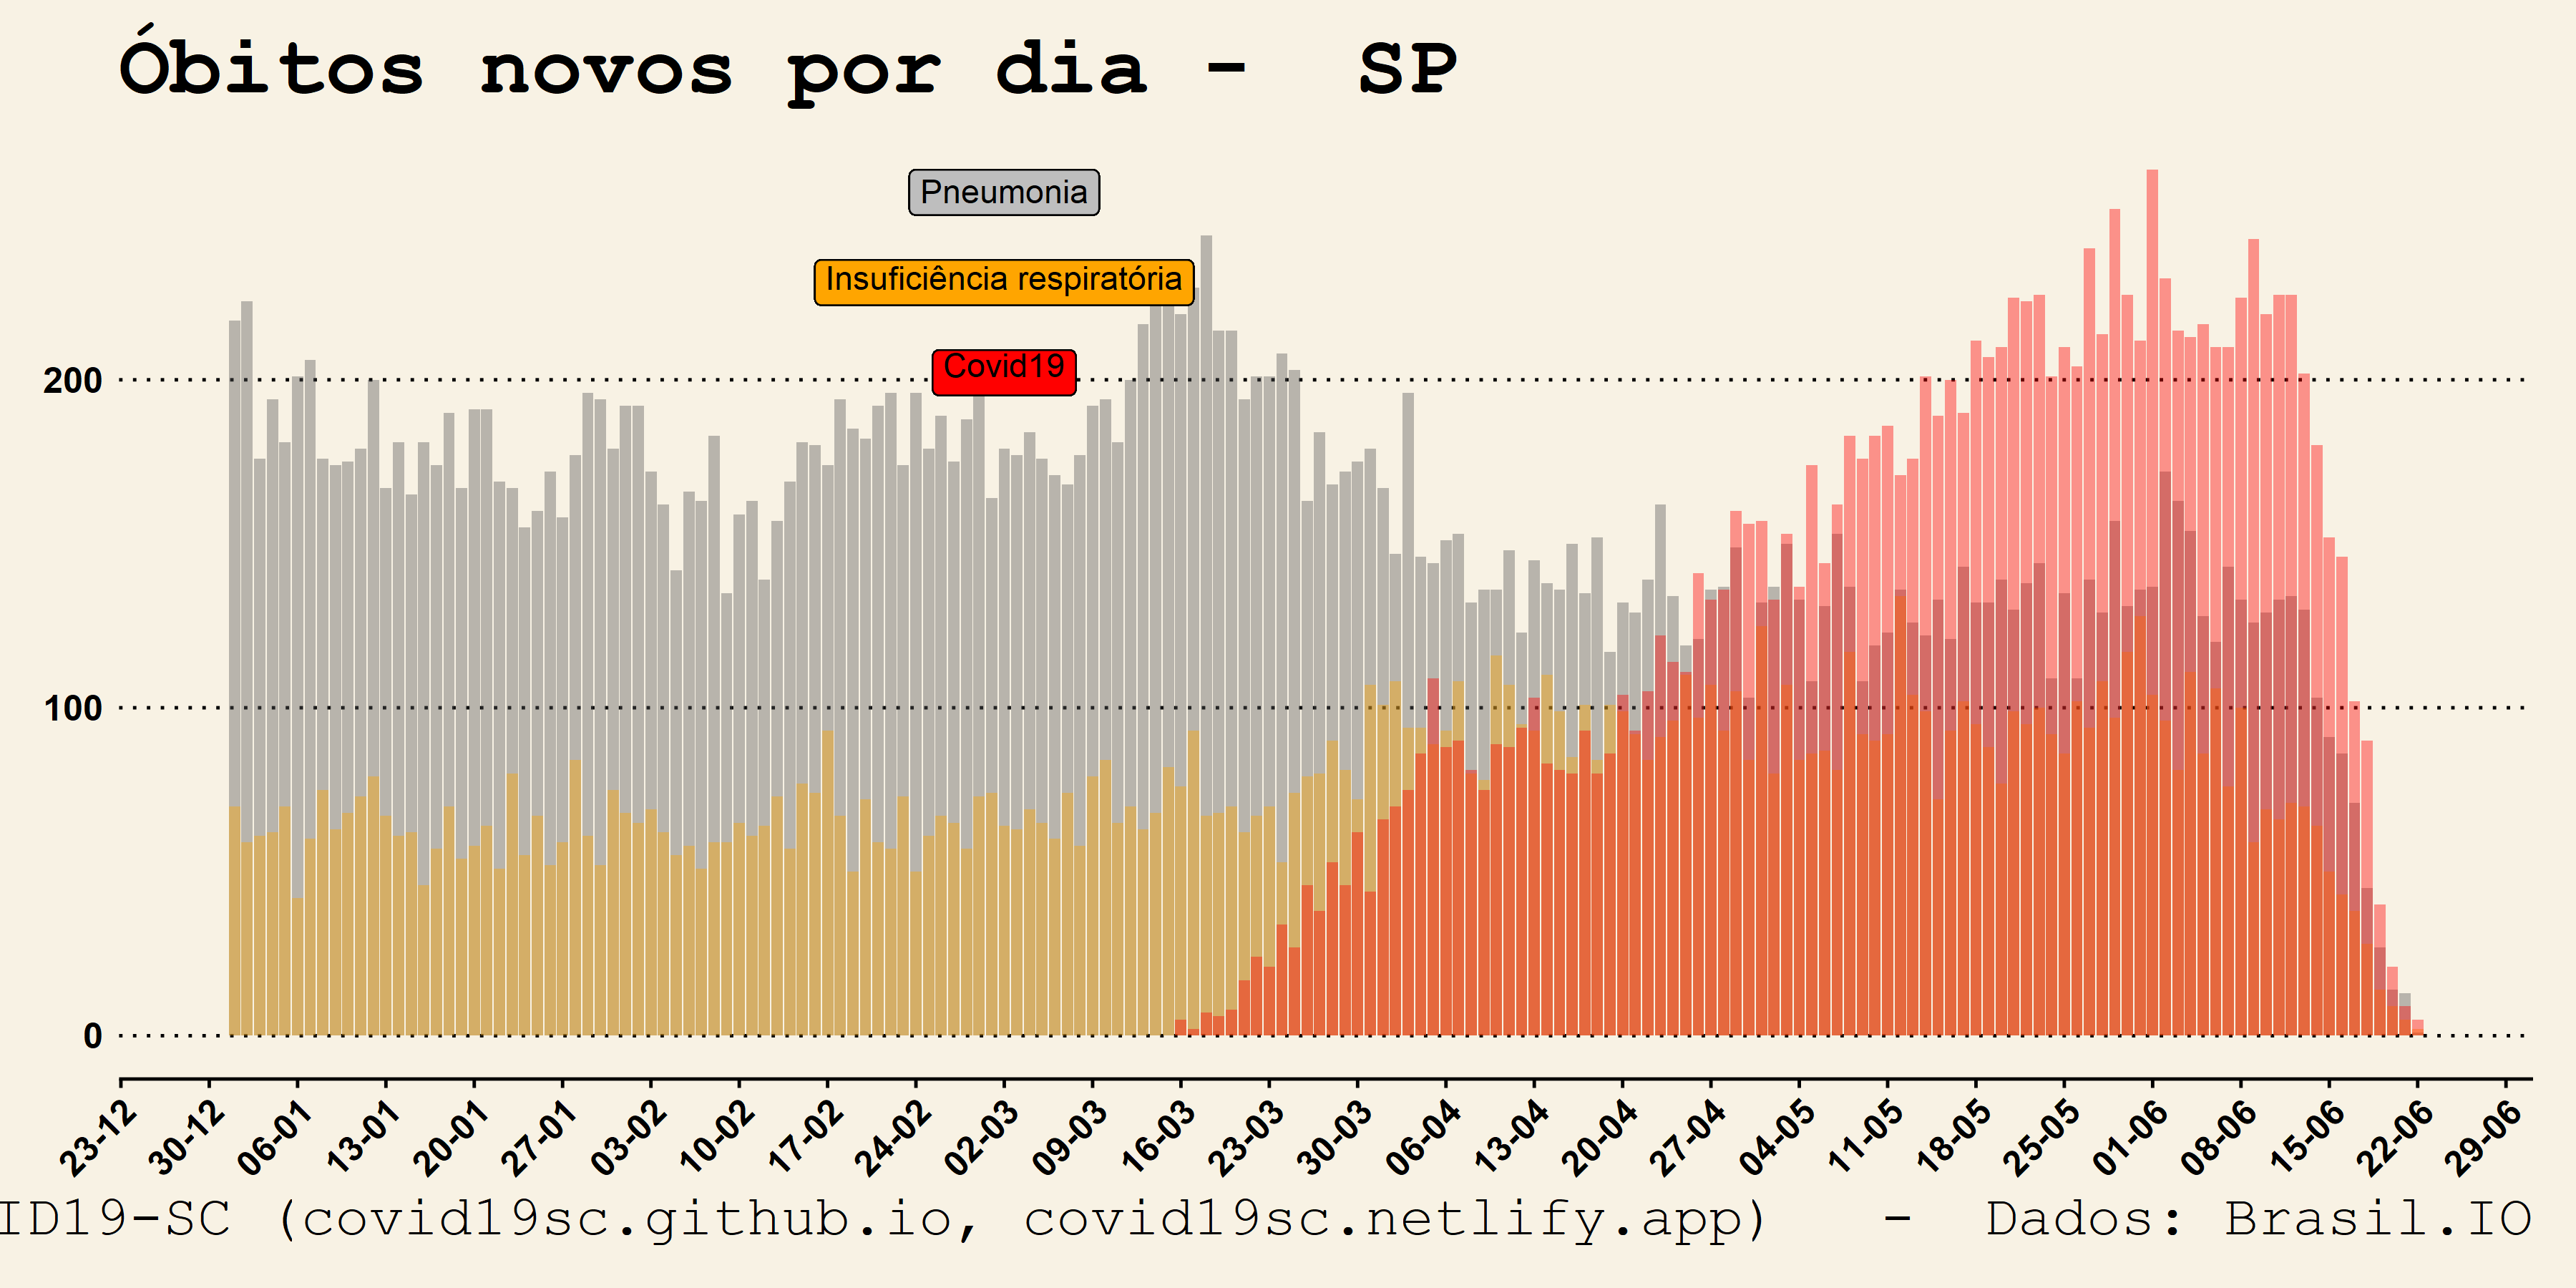 Óbitos novos por dia - SP
Pneumonia
Insuficiência respiratória
Covid19
200
100
0
23-12 30-12 06-01 13-01 20-01 27-01 03-02 10-02 17-02 24-02 02-03 09-03 16-03 23-03 30-03 06-04 13-04 20-04 27-04 04-05 11-05 18-05 25-05 01-06 08-06 15-06 22-06 29-06
ID19-SC (covid19sc.github.io, covid19sc.netlify.app) - Dados: Brasil.IO